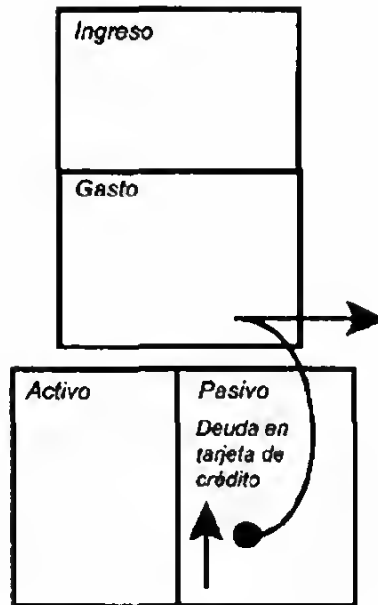 Ingreso
Gasto
Activo
Pasivo
Deuda en
tarjeta de
crédito